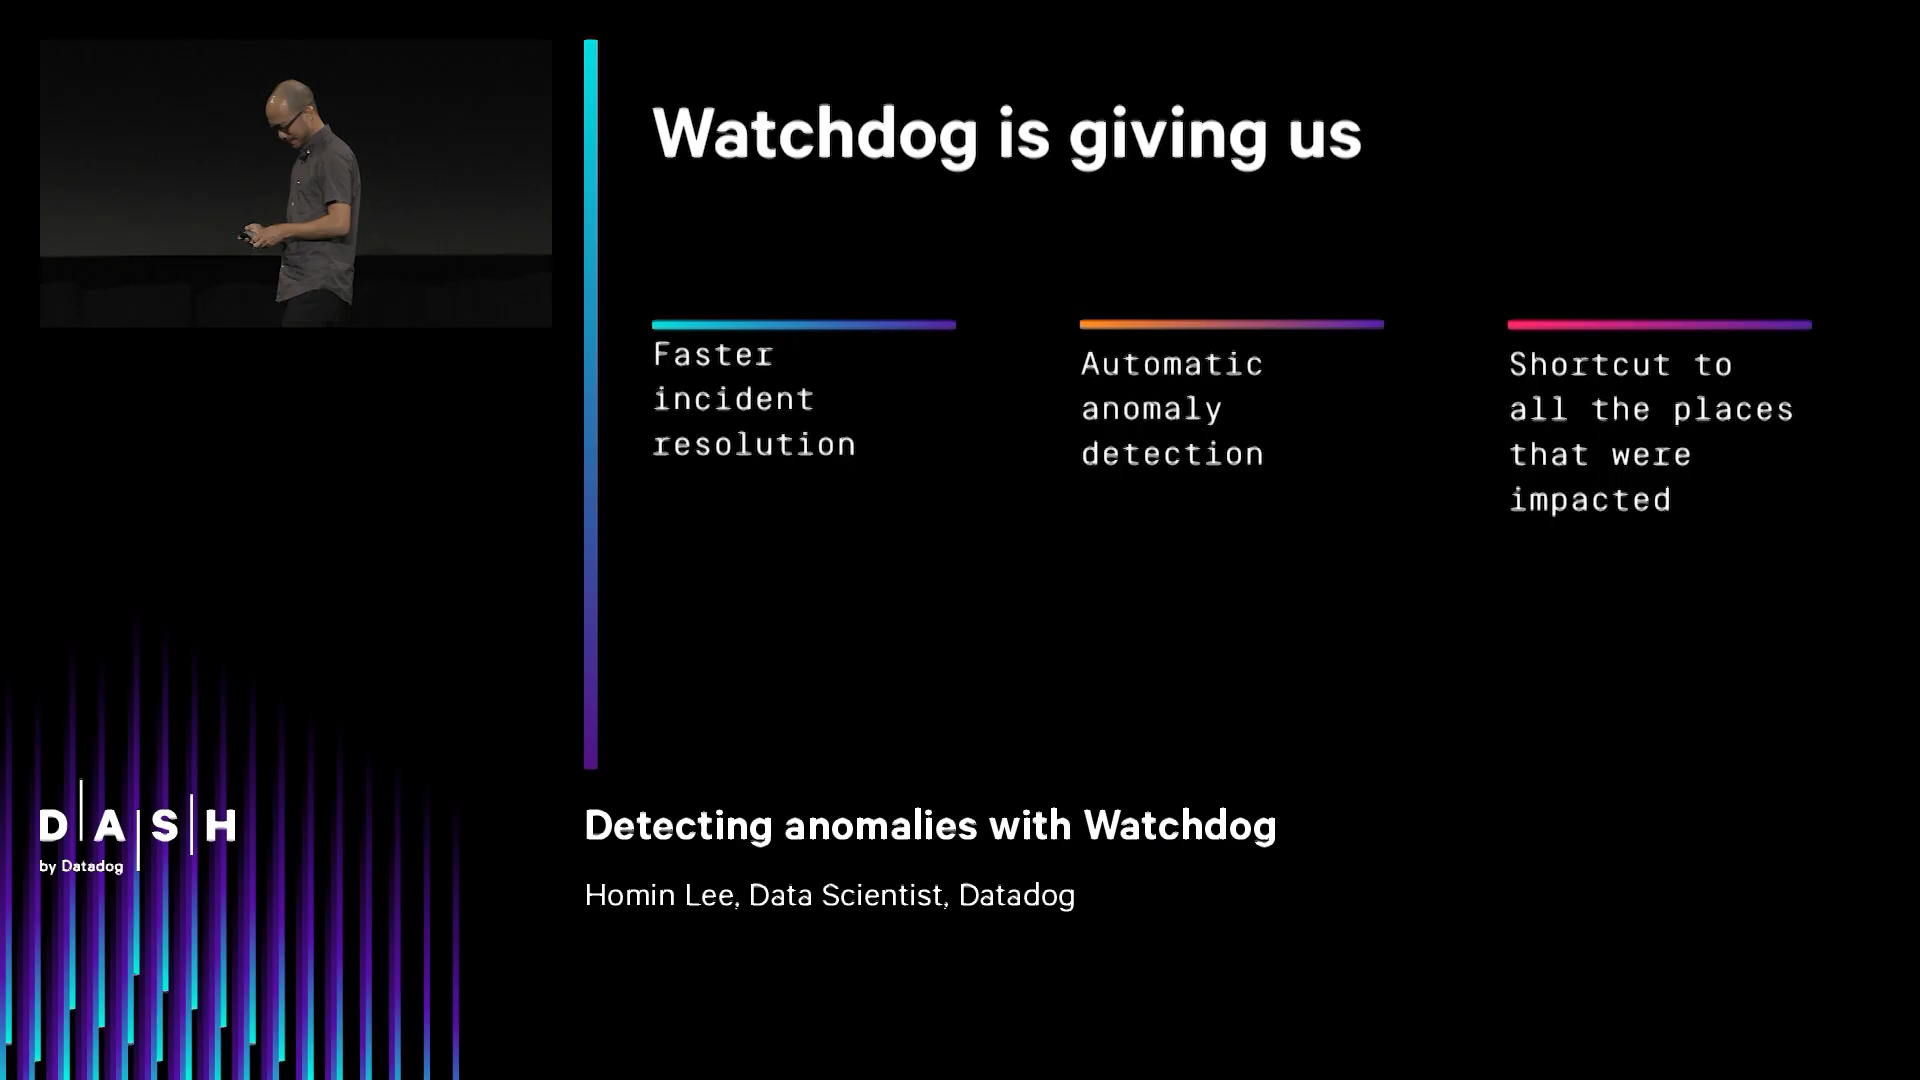 Watchdog is giving us
Faster
incident
resolution
Automatic
anomaly
detection
Shortcut to
all the places
that were
impacted
DASH
by Datadog
Detecting anomalies with Watchdog
Homin Lee, Data Scientist, Datadog